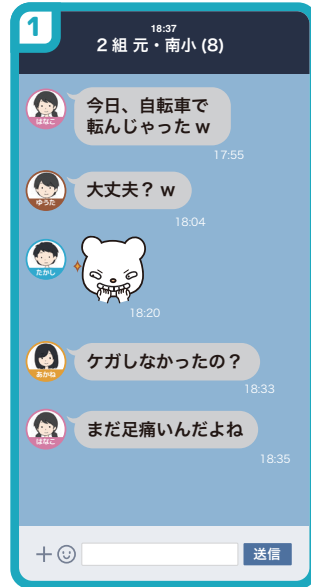 1
18:37
2組 元・南小(8)
今日、自転車で
転んじゃったw
はなこ
17:55
大丈夫？w
ゆうた
18:04
たかし
18:20
ケガしなかったの？
あかね
18:33
まだ足痛いんだよね
はなこ
18:35
送信